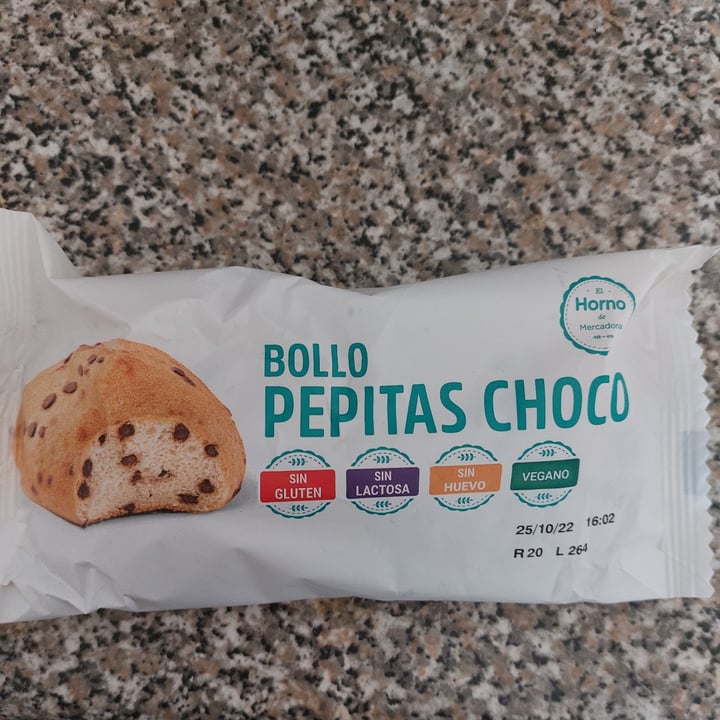 El
Horno
de
Mercadona
BOLLO
PEPITAS CHOCO
SIN
GLUTEN
SIN
LACTOSA
SIN
HUEVO
VEGANO
25/10/22 16:02
R20 L 264